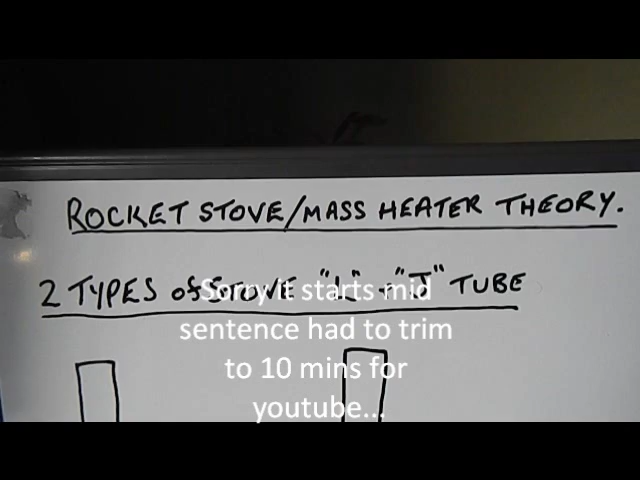 ROCKET STOVE/MASS HEATER THEORY.
2 TYPES of STOVE "L" + "J" TUBE
Sorry it starts mid
sentence had to trim
to 10 mins for
youtube...